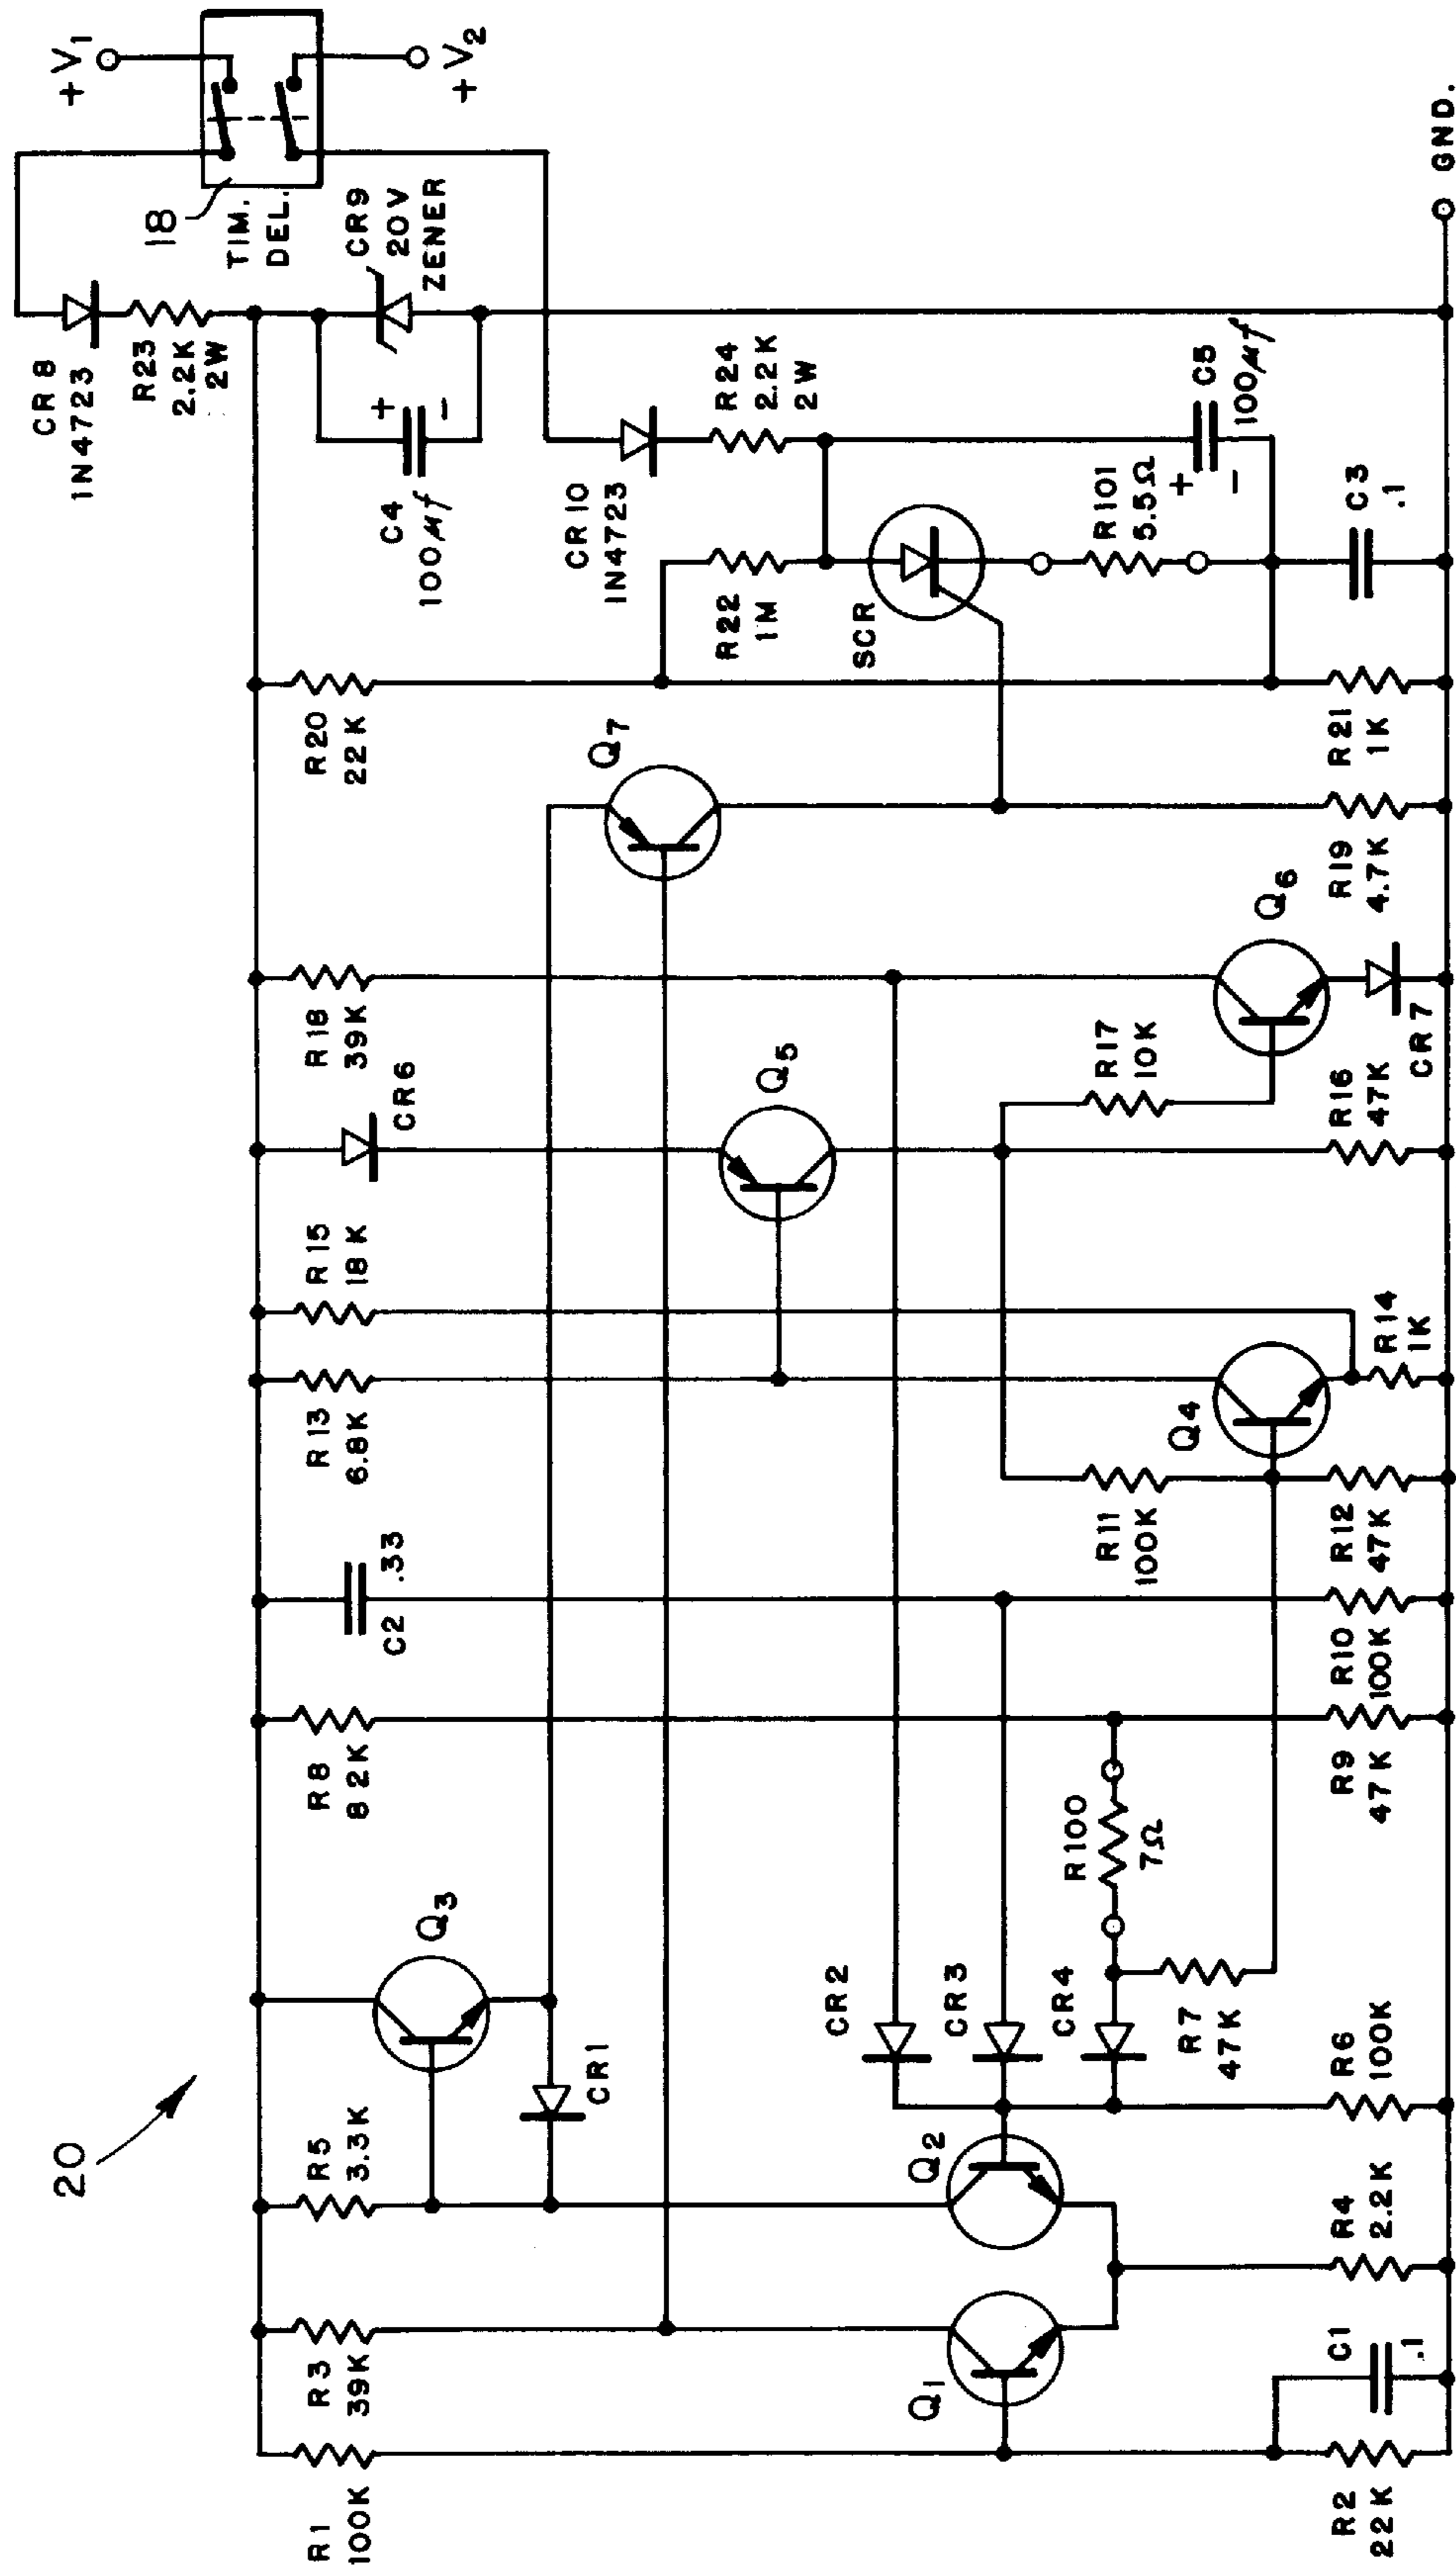 20
+V1
18
TIM.
DEL.
+V2
CR8
1N4723
R23
2.2K
2W
CR9
20V
ZENER
C4
+
-
100µf
CR10
1N4723
R24
2.2K
2W
R22
1M
SCR
R101
5.5Ω
C5
100µf
+
-
C3
.1
R20
22K
R21
1K
Q7
R19
4.7K
R18
39K
Q6
CR7
CR6
Q5
R17
10K
R16
47K
R15
18K
R13
6.8K
Q4
R14
1K
R11
100K
R12
47K
C2
.33
R10
100K
R8
82K
R9
47K
R100
7Ω
Q3
CR1
CR2
CR3
CR4
R7
47K
R6
100K
R5
3.3K
Q2
R4
2.2K
R3
39K
Q1
C1
.1
R1
100K
R2
22K
GND.